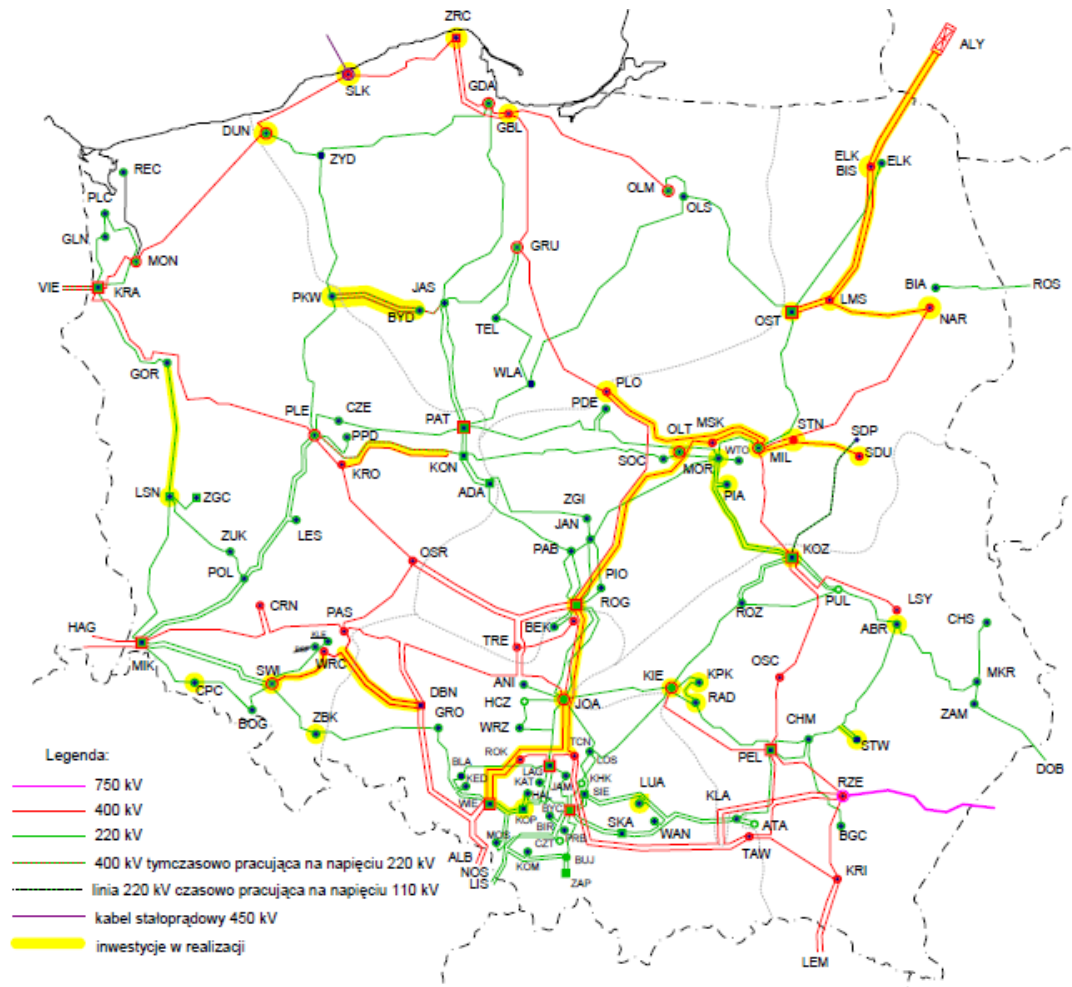 ZRC
ALY
SLK
GDA
GBL
DUN
ZYD
REC
ELK
BIS
ELK
PLC
OLM
OLS
GLN
MON
GRU
VIE
KRA
PKW
JAS
BYD
LMS
BIA
ROS
OST
NAR
TEL
GOR
WLA
PLO
PDE
PLE
CZE
PAT
PPD
OLT
MSK
STN
SDP
KRO
KON
SOC
MOR
WTO
MIL
SDU
ADA
PIA
LSN
ZGC
ZGI
LES
JAN
ZUK
PAB
KOZ
POL
OSR
PIO
PUL
CRN
PAS
ROG
ROZ
LSY
HAG
BEK
ABR
CHS
TRE
MIK
WRC
SWI
ANI
KIE
KPK
OSC
MKR
CPC
DBN
HCZ
JOA
RAD
BOG
ZBK
GRO
WRZ
CHM
ZAM
STW
TCN
ROK
LOS
PEL
DOB
BLA
LAG
KED
KAT
JAM
KHK
HAL
SIE
LUA
KLA
RZE
WIE
KOP
BYC
BIR
SKA
WAN
ATA
BGC
MOS
CZT
PRB
TAW
ALB
KOM
BUJ
NOS
LIS
ZAP
KRI
LEM
Legenda:
750 kV
400 kV
220 kV
400 kV tymczasowo pracująca na napięciu 220 kV
linia 220 kV czasowo pracująca na napięciu 110 kV
kabel stałoprądowy 450 kV
inwestycje w realizacji